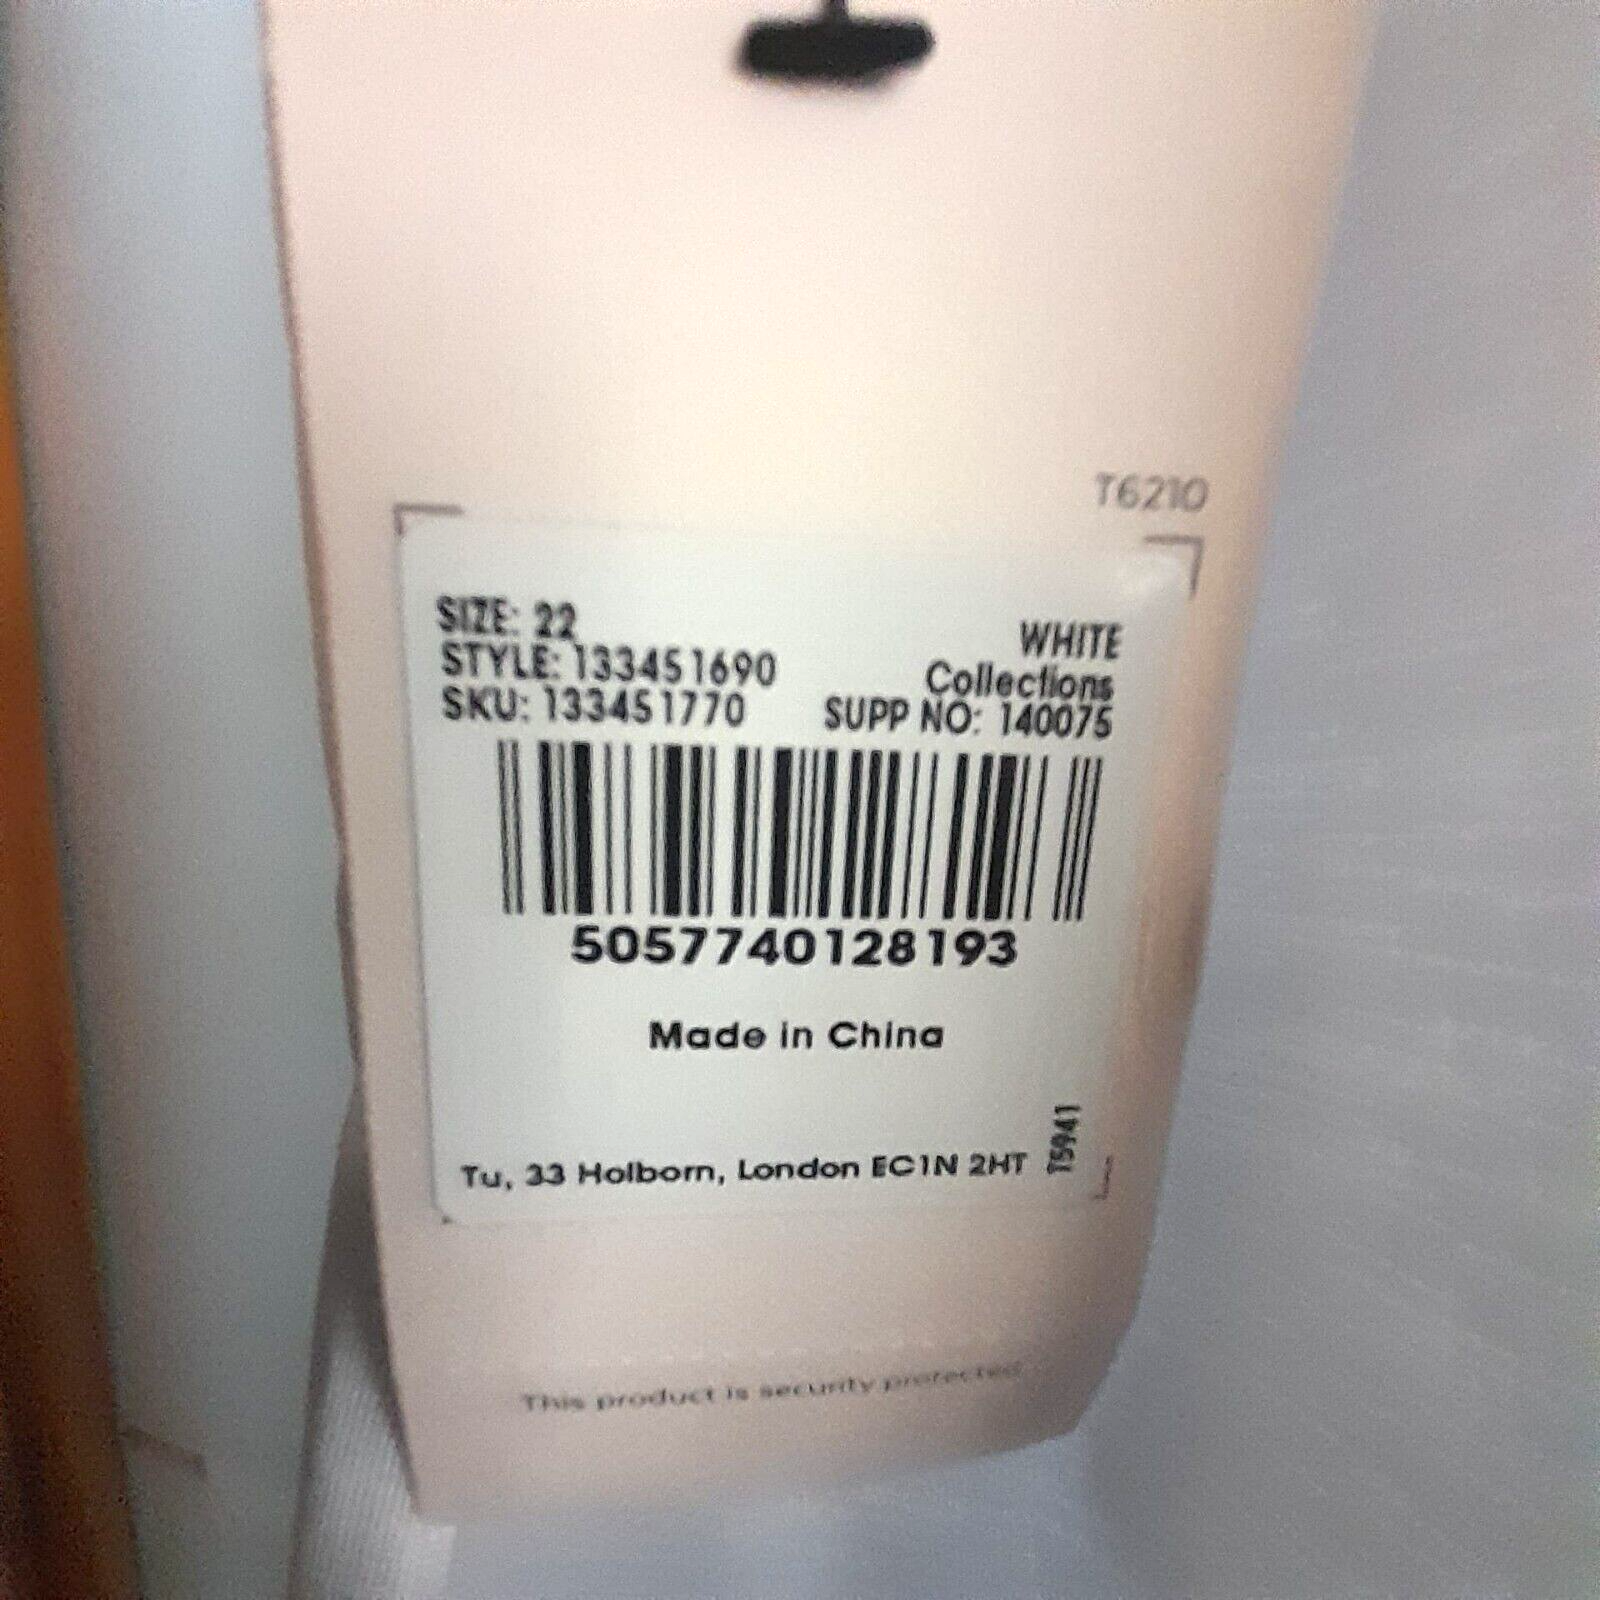 T6210
SIZE: 22
WHITE
STYLE: 133451690
Collections
SKU: 133451770
SUPP NO: 140075
5057740128193
Made in China
T5941
Tu, 33 Holborn, London EC1N 2HT
This product is security protected